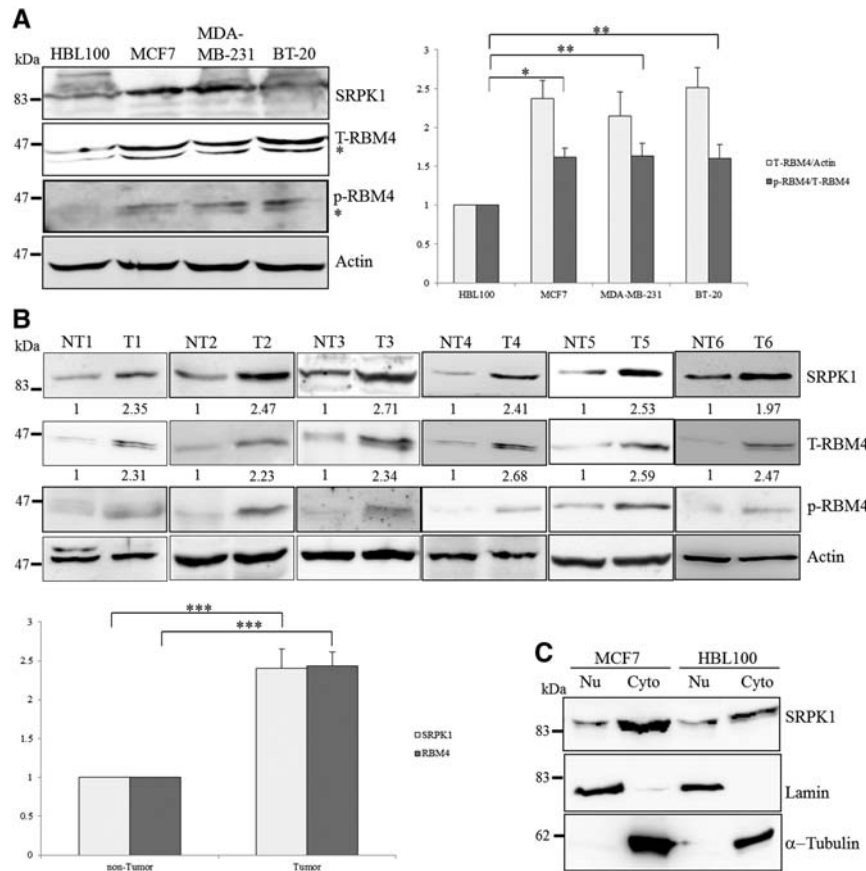 A
kDa
HBL100 MCF7 MDA-MB-231 BT-20
83
SRPK1
47
T-RBM4
*
47
p-RBM4
*
47
Actin
* ** **
3
2.5
2
1.5
1
0.5
0
HBL100 MCF7 MDA-MB-231 BT-20
T-RBM4/Actin
p-RBM4/T-RBM4
B
kDa
NT1 T1 NT2 T2 NT3 T3 NT4 T4 NT5 T5 NT6 T6
83
SRPK1
1 2.35 1 2.47 1 2.71 1 2.41 1 2.53 1 1.97
47
T-RBM4
1 2.31 1 2.23 1 2.34 1 2.68 1 2.59 1 2.47
47
p-RBM4
47
Actin
***
***
3
2.5
2
1.5
1
0.5
0
non-Tumor Tumor
SRPK1
RBM4
C
MCF7 HBL100
kDa
Nu Cyto Nu Cyto
83
SRPK1
83
Lamin
62
α–Tubulin